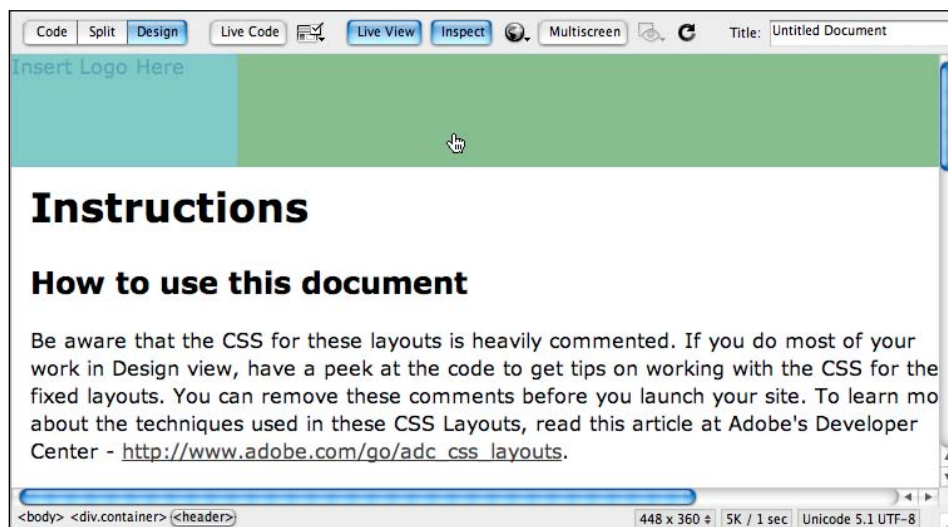 Code Split Design Live Code Live View Inspect Multiscreen Title: Untitled Document
Insert Logo Here
Instructions
How to use this document
Be aware that the CSS for these layouts is heavily commented. If you do most of your
work in Design view, have a peek at the code to get tips on working with the CSS for the
fixed layouts. You can remove these comments before you launch your site. To learn mo
about the techniques used in these CSS Layouts, read this article at Adobe's Developer
Center - http://www.adobe.com/go/adc_css_layouts.
<body> <div.container> <header> 448 x 360 5K / 1 sec Unicode 5.1 UTF-8